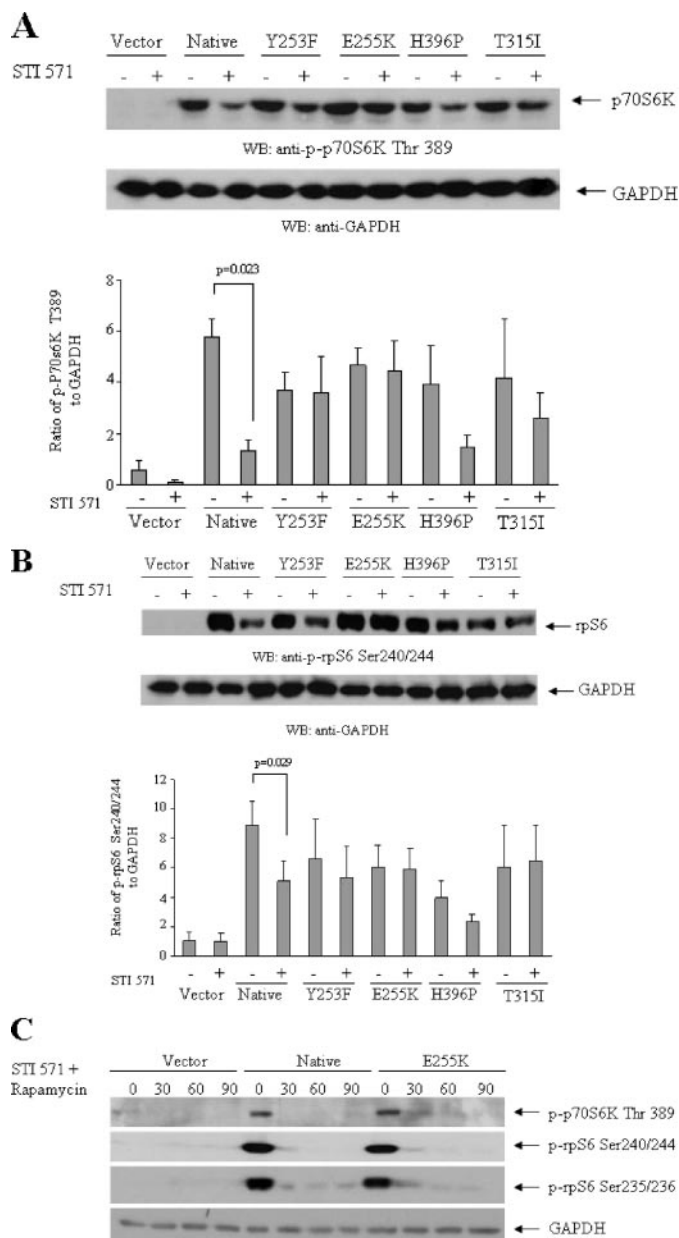 A
Vector Native Y253F E255K H396P T315I
STI 571 - + - + - + - + - + - +
p70S6K
WB: anti-p-p70S6K Thr 389
GAPDH
WB: anti-GAPDH
p=0.023
Ratio of p-P70s6K T389
to GAPDH
8
6
4
2
0
STI 571 - + - + - + - + - + - +
Vector Native Y253F E255K H396P T315I
B
Vector Native Y253F E255K H396P T315I
STI 571 - + - + - + - + - + - +
rpS6
WB: anti-p-rpS6 Ser240/244
GAPDH
WB: anti-GAPDH
p=0.029
Ratio of p-rpS6 Ser240/244
to GAPDH
12
10
8
6
4
2
0
STI 571 - + - + - + - + - + - +
Vector Native Y253F E255K H396P T315I
C
Vector Native E255K
STI 571 +
Rapamycin 0 30 60 90 0 30 60 90 0 30 60 90
p-p70S6K Thr 389
p-rpS6 Ser240/244
p-rpS6 Ser235/236
GAPDH